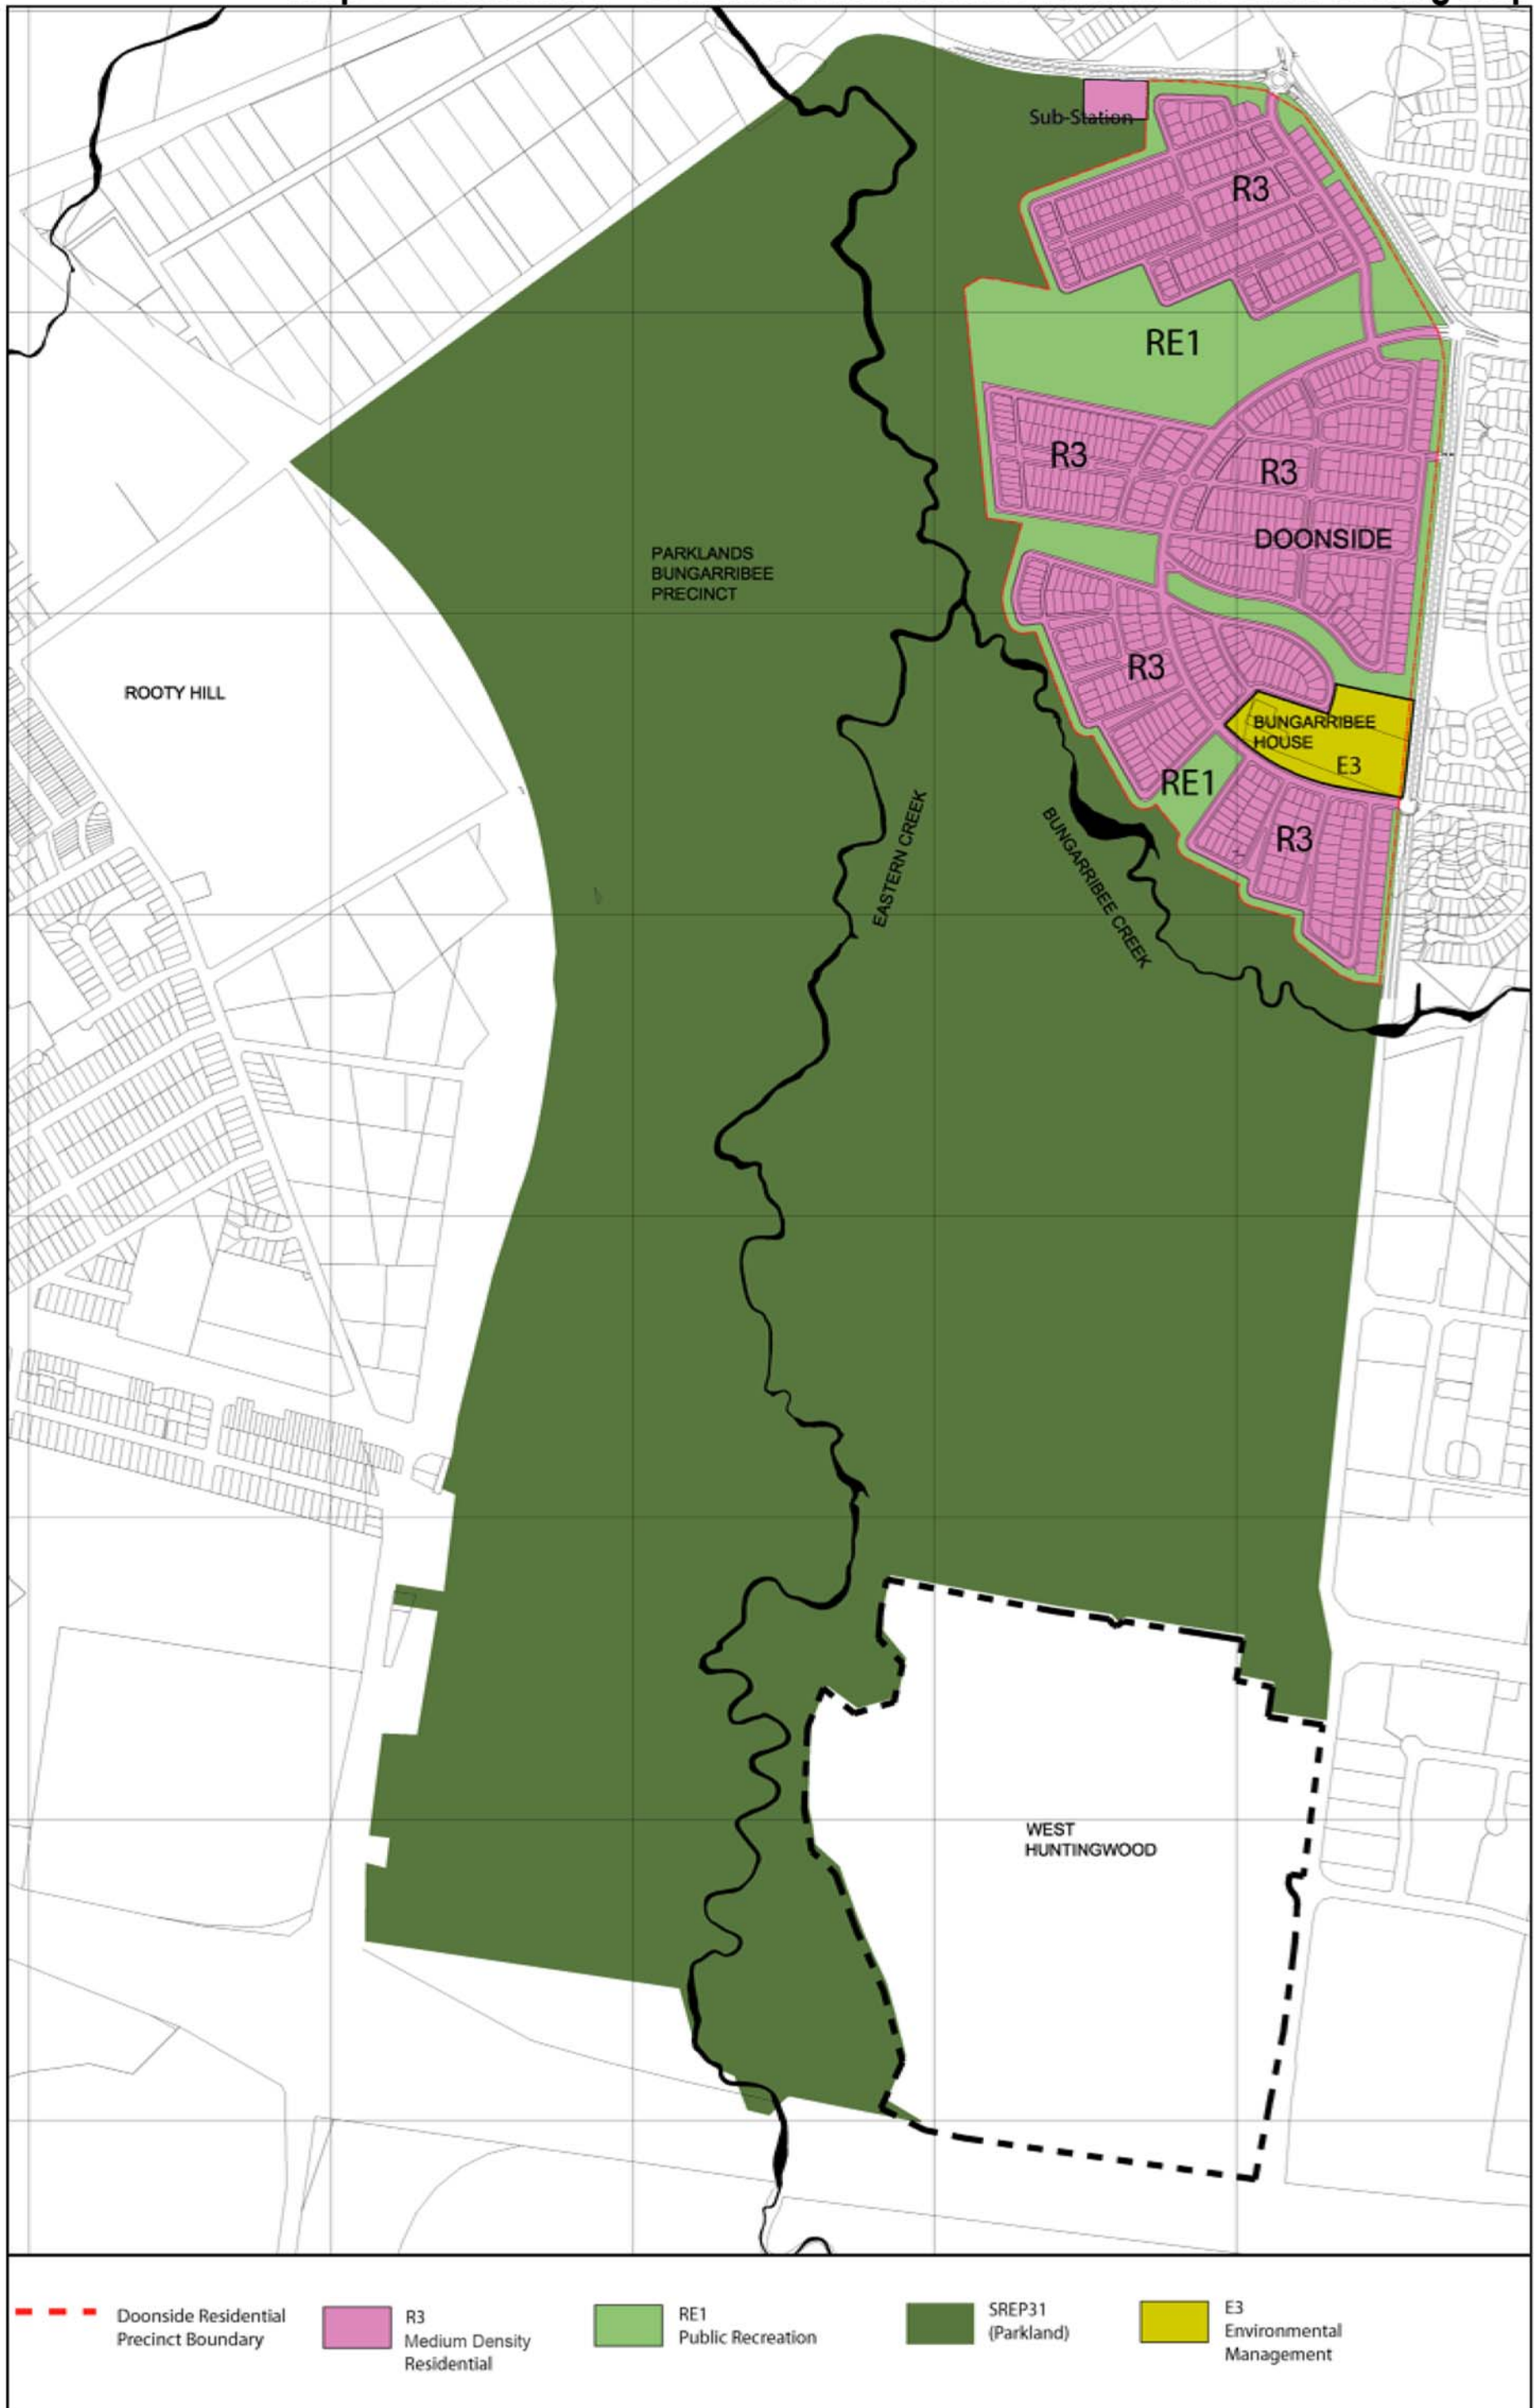 Sub-Station
R3
RE1
R3
R3
DOONSIDE
PARKLANDS
BUNGARRIBEE
PRECINCT
R3
ROOTY HILL
BUNGARRIBEE
HOUSE
E3
RE1
R3
EASTERN CREEK
BUNGARRIBEE CREEK
WEST
HUNTINGWOOD
Doonside Residential
Precinct Boundary
R3
Medium Density
Residential
RE1
Public Recreation
SREP31
(Parkland)
E3
Environmental
Management